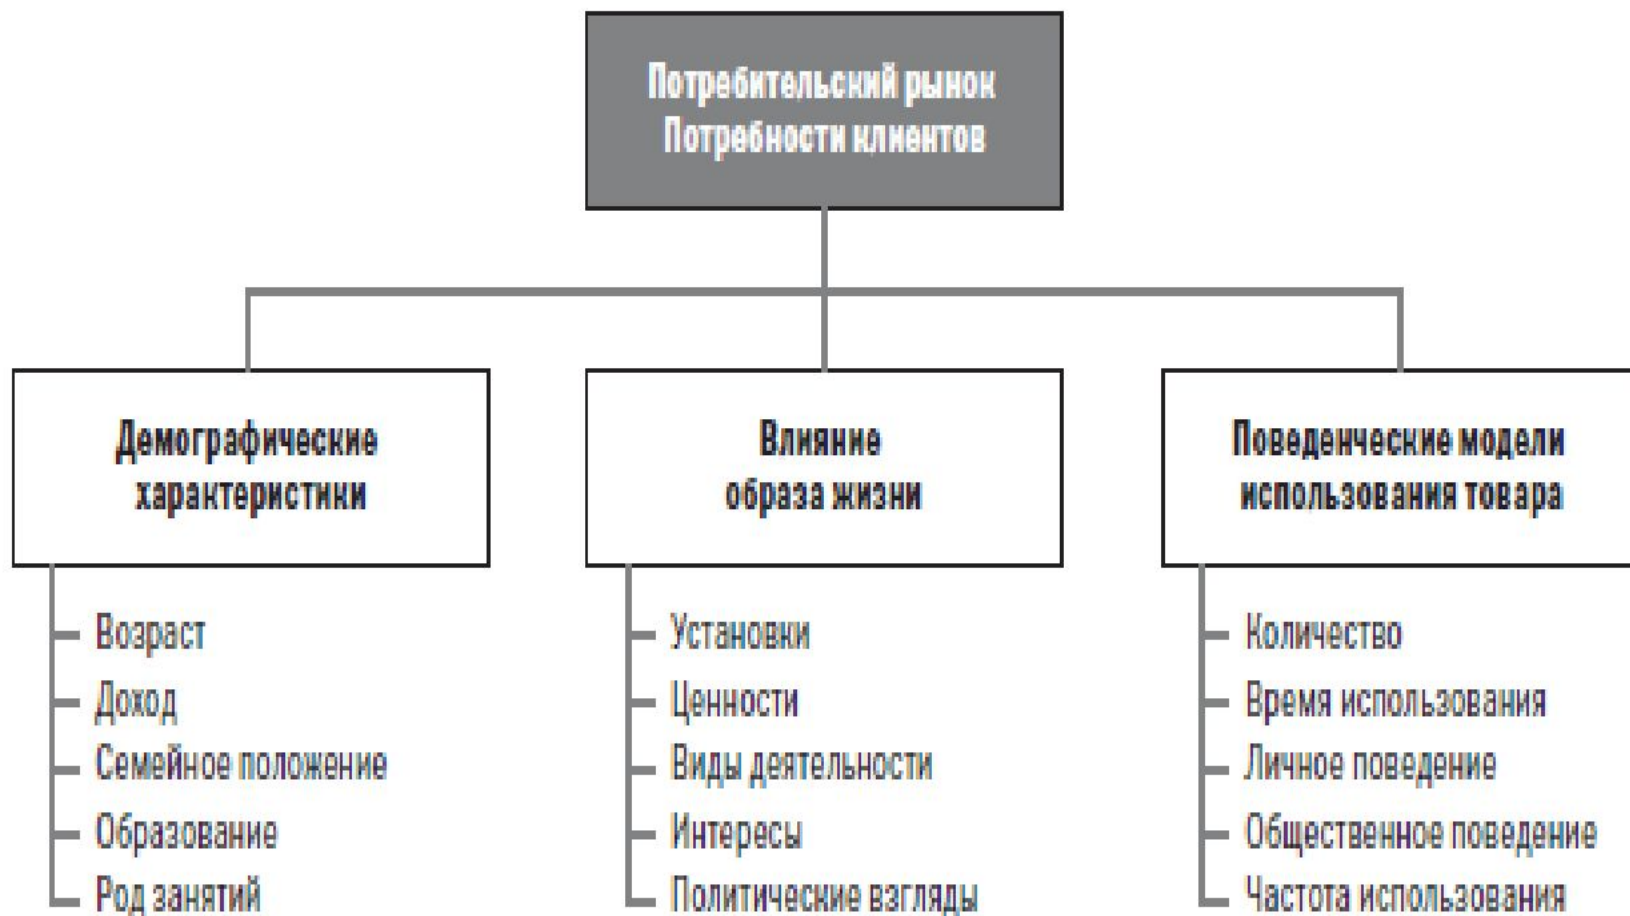 Потребительский рынок
Потребности клиентов
Демографические
характеристики
Возраст
Доход
Семейное положение
Образование
Род занятий
Влияние
образа жизни
Установки
Ценности
Виды деятельности
Интересы
Политические взгляды
Поведенческие модели
использования товара
Количество
Время использования
Личное поведение
Общественное поведение
Частота использования